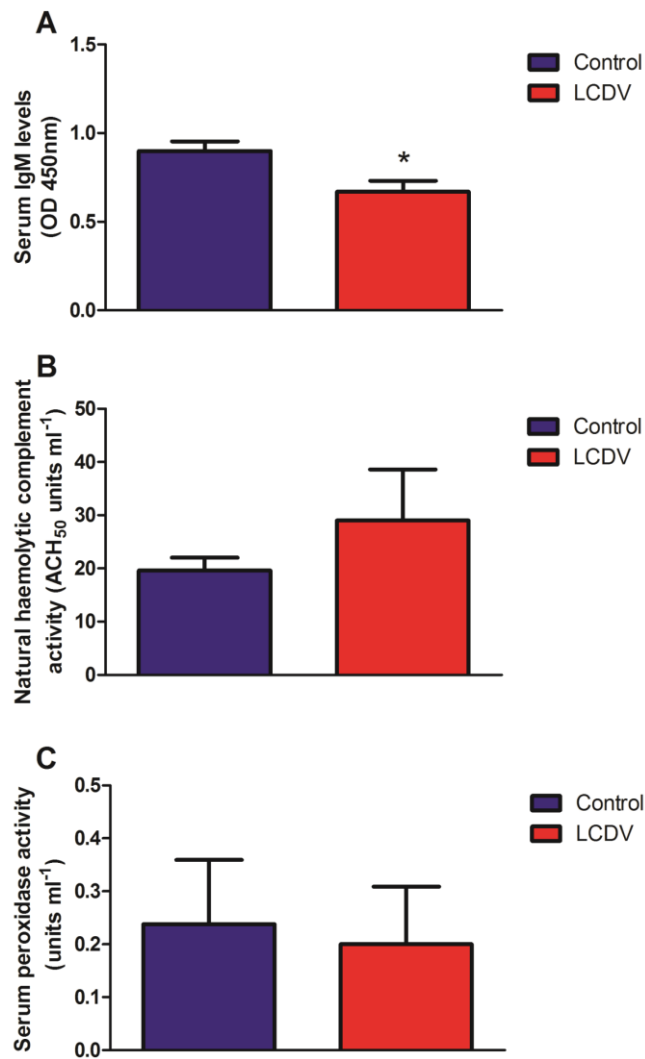 A
Serum IgM levels
(OD 450nm)
1.5
1.0
0.5
0.0
*
Control
LCDV
B
Natural haemolytic complement
activity (ACH₅₀ units ml⁻¹)
50
40
30
20
10
0
Control
LCDV
C
Serum peroxidase activity
(units ml⁻¹)
0.5
0.4
0.3
0.2
0.1
0.0
Control
LCDV